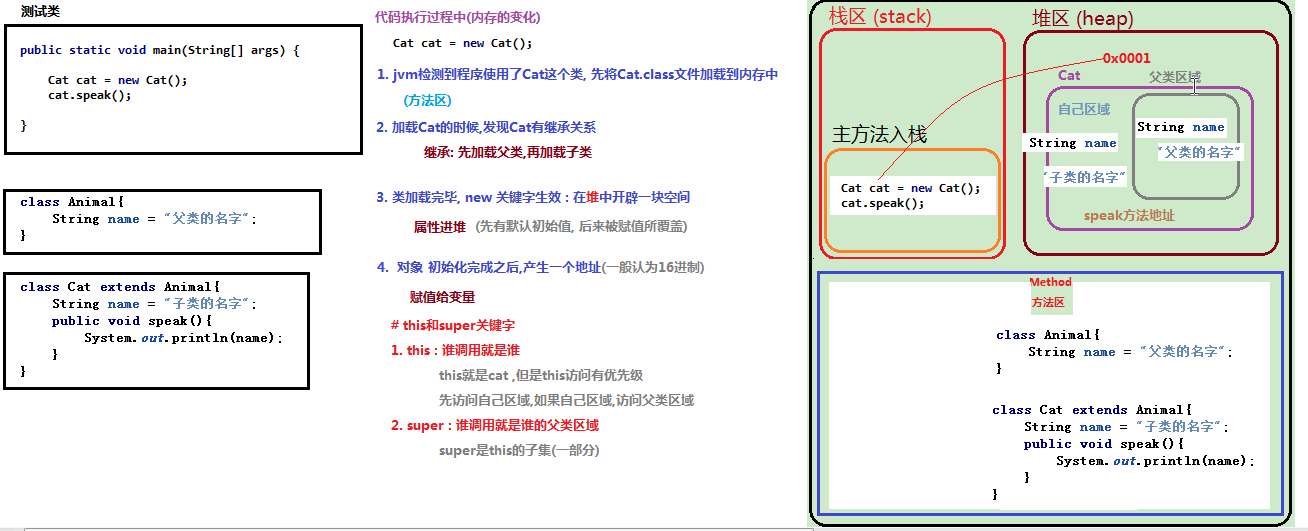 测试类
public static void main(String[] args) {
Cat cat = new Cat();
cat.speak();
}
class Animal{
String name = "父类的名字";
}
class Cat extends Animal{
String name = "子类的名字";
public void speak(){
System.out.println(name);
}
}
代码执行过程中(内存的变化)
Cat cat = new Cat();
1. jvm检测到程序使用了Cat这个类, 先将Cat.class文件加载到内存中
(方法区)
2. 加载Cat的时候,发现Cat有继承关系
继承: 先加载父类,再加载子类
3. 类加载完毕, new 关键字生效 : 在堆中开辟一块空间
属性进堆 (先有默认初始值, 后来被赋值所覆盖)
4. 对象 初始化完成之后,产生一个地址(一般认为16进制)
赋值给变量
# this和super关键字
1. this : 谁调用就是谁
this就是cat ,但是this访问有优先级
先访问自己区域,如果自己区域,访问父类区域
2. super : 谁调用就是谁的父类区域
super是this的子集(一部分)
栈区 (stack)
主方法入栈
Cat cat = new Cat();
cat.speak();
堆区 (heap)
0x0001
Cat
父类区域
自己区域
String name
"父类的名字"
String name
"子类的名字"
speak方法地址
Method
方法区
class Animal{
String name = "父类的名字";
}
class Cat extends Animal{
String name = "子类的名字";
public void speak(){
System.out.println(name);
}
}